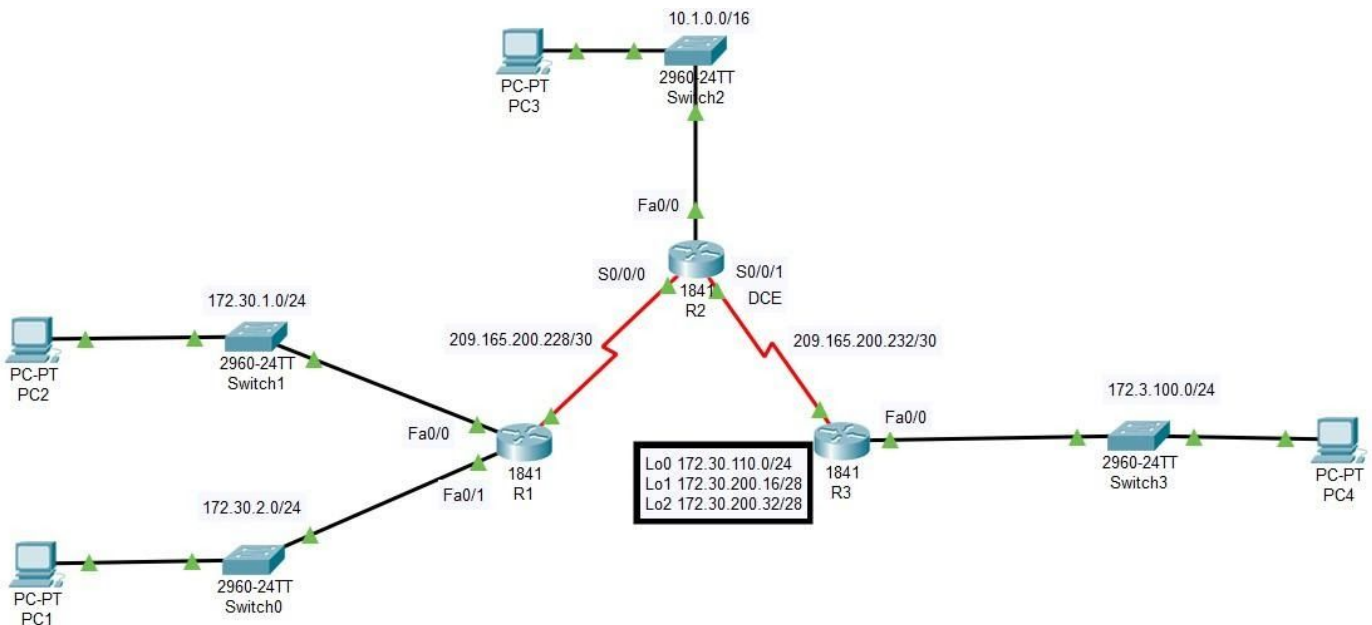 10.1.0.0/16
PC-PT
PC3
2960-24TT
Switch2
Fa0/0
S0/0/0
S0/0/1
1841
R2
DCE
172.30.1.0/24
209.165.200.228/30
209.165.200.232/30
PC-PT
PC2
2960-24TT
Switch1
172.3.100.0/24
Fa0/0
Fa0/0
1841
R1
Lo0 172.30.110.0/24
Lo1 172.30.200.16/28
Lo2 172.30.200.32/28
1841
R3
2960-24TT
Switch3
PC-PT
PC4
Fa0/1
172.30.2.0/24
2960-24TT
Switch0
PC-PT
PC1